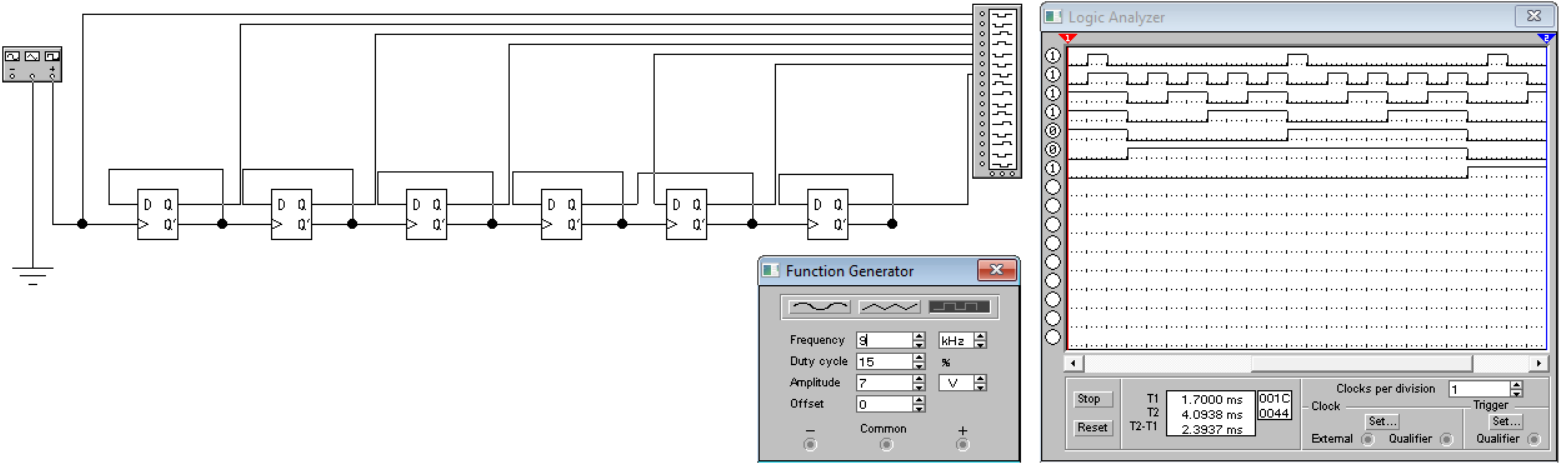 Logic Analyzer
1
2
1
1
1
1
0
0
1
D Q
Q'
D Q
Q'
D Q
Q'
D Q
Q'
D Q
Q'
D Q
Q'
Function Generator
Frequency 9 kHz
Duty cycle 15 %
Amplitude 7 V
Offset 0
− Common +
Clocks per division 1
Stop
Reset
T1 1.7000 ms 001C
T2 4.0938 ms 0044
T2-T1 2.3937 ms
Clock
Set...
External Qualifier
Trigger
Set...
Qualifier
− +